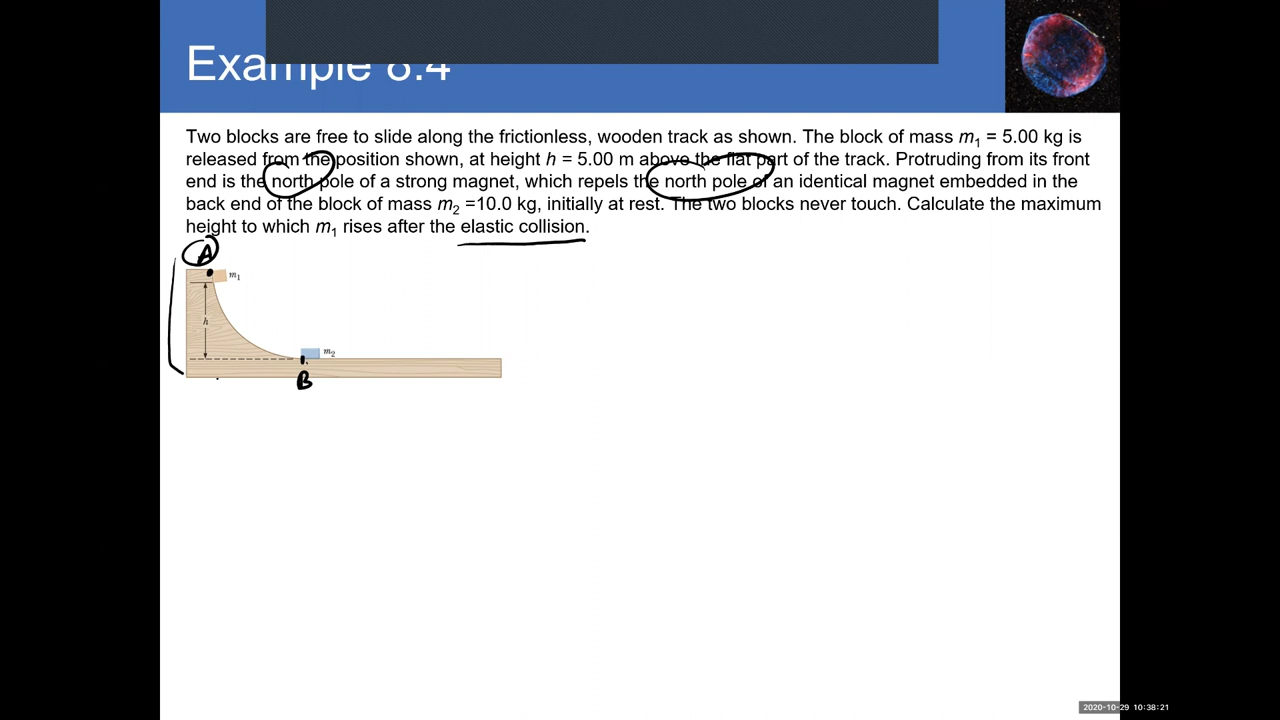 Example 8.4
Two blocks are free to slide along the frictionless, wooden track as shown. The block of mass m₁ = 5.00 kg is
released from the position shown, at height h = 5.00 m above the flat part of the track. Protruding from its front
end is the north pole of a strong magnet, which repels the north pole of an identical magnet embedded in the
back end of the block of mass m₂ =10.0 kg, initially at rest. The two blocks never touch. Calculate the maximum
height to which m₁ rises after the elastic collision.
A
m₁
h
m₂
B
2020-10-29 10:38:21